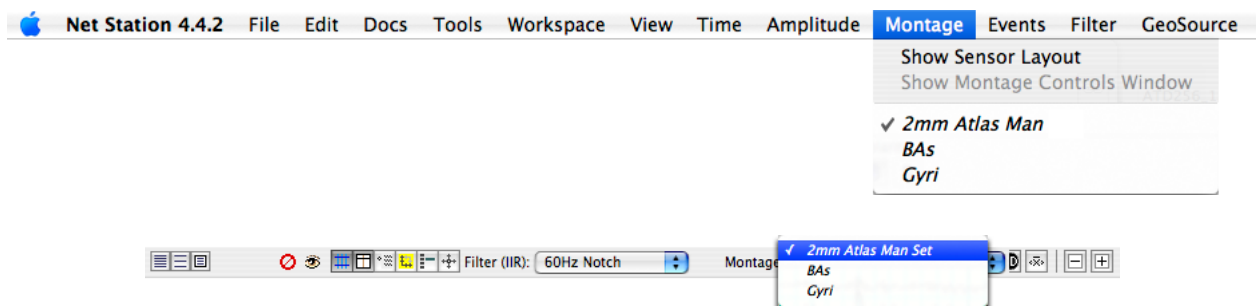 Net Station 4.4.2 File Edit Docs Tools Workspace View Time Amplitude Montage Events Filter GeoSource
Show Sensor Layout
Show Montage Controls Window
✓ 2mm Atlas Man
BAs
Gyri
Filter (IIR): 60Hz Notch Montage
✓ 2mm Atlas Man Set
BAs
Gyri